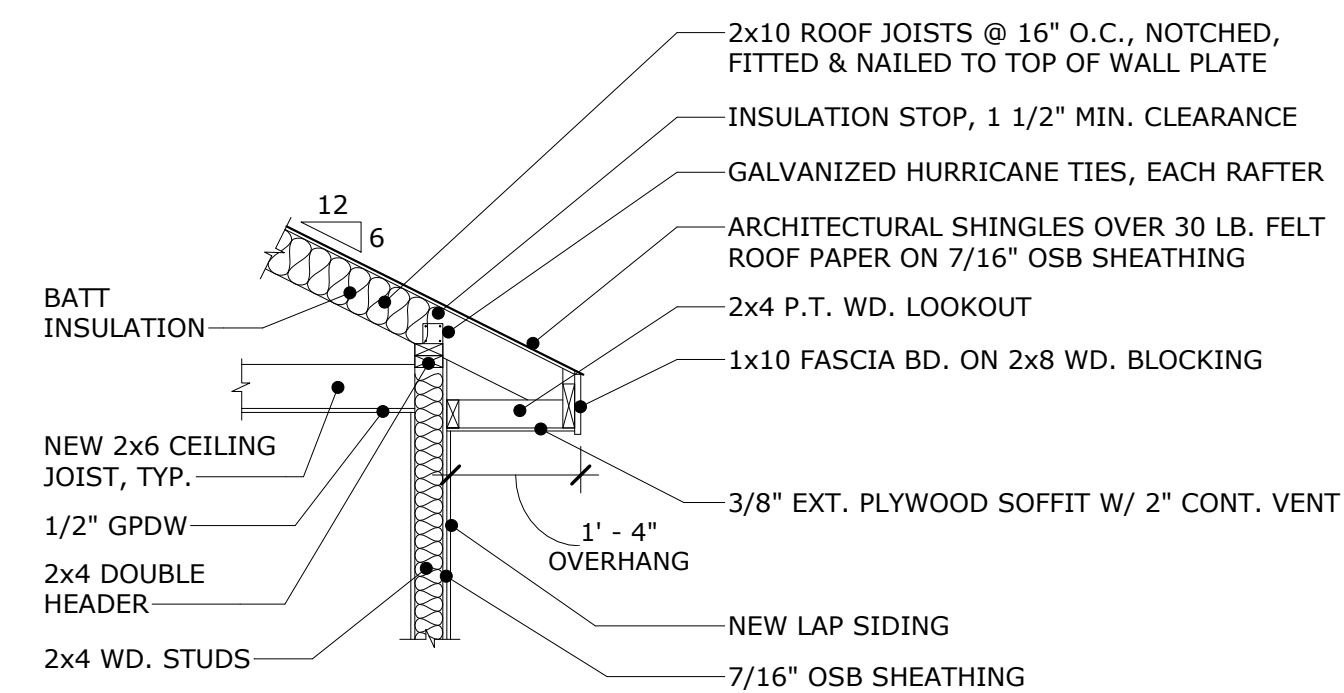 2x10 ROOF JOISTS @ 16" O.C., NOTCHED,
FITTED & NAILED TO TOP OF WALL PLATE
INSULATION STOP, 1 1/2" MIN. CLEARANCE
GALVANIZED HURRICANE TIES, EACH RAFTER
ARCHITECTURAL SHINGLES OVER 30 LB. FELT
ROOF PAPER ON 7/16" OSB SHEATHING
2x4 P.T. WD. LOOKOUT
1x10 FASCIA BD. ON 2x8 WD. BLOCKING
3/8" EXT. PLYWOOD SOFFIT W/ 2" CONT. VENT
NEW LAP SIDING
7/16" OSB SHEATHING
12
6
BATT
INSULATION
NEW 2x6 CEILING
JOIST, TYP.
1/2" GPDW
2x4 DOUBLE
HEADER
2x4 WD. STUDS
1' - 4"
OVERHANG